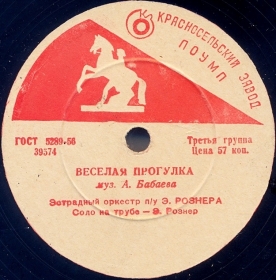 КРАСНОСЕЛЬСКИЙ ЗАВОД
ПОУМП
ГОСТ 5289-56
39574
Третья группа
Цена 57 коп.
ВЕСЕЛАЯ ПРОГУЛКА
муз. А. Бабаева
Эстрадный оркестр п/у Э. РОЗНЕРА
Соло на трубе – Э. Рознер